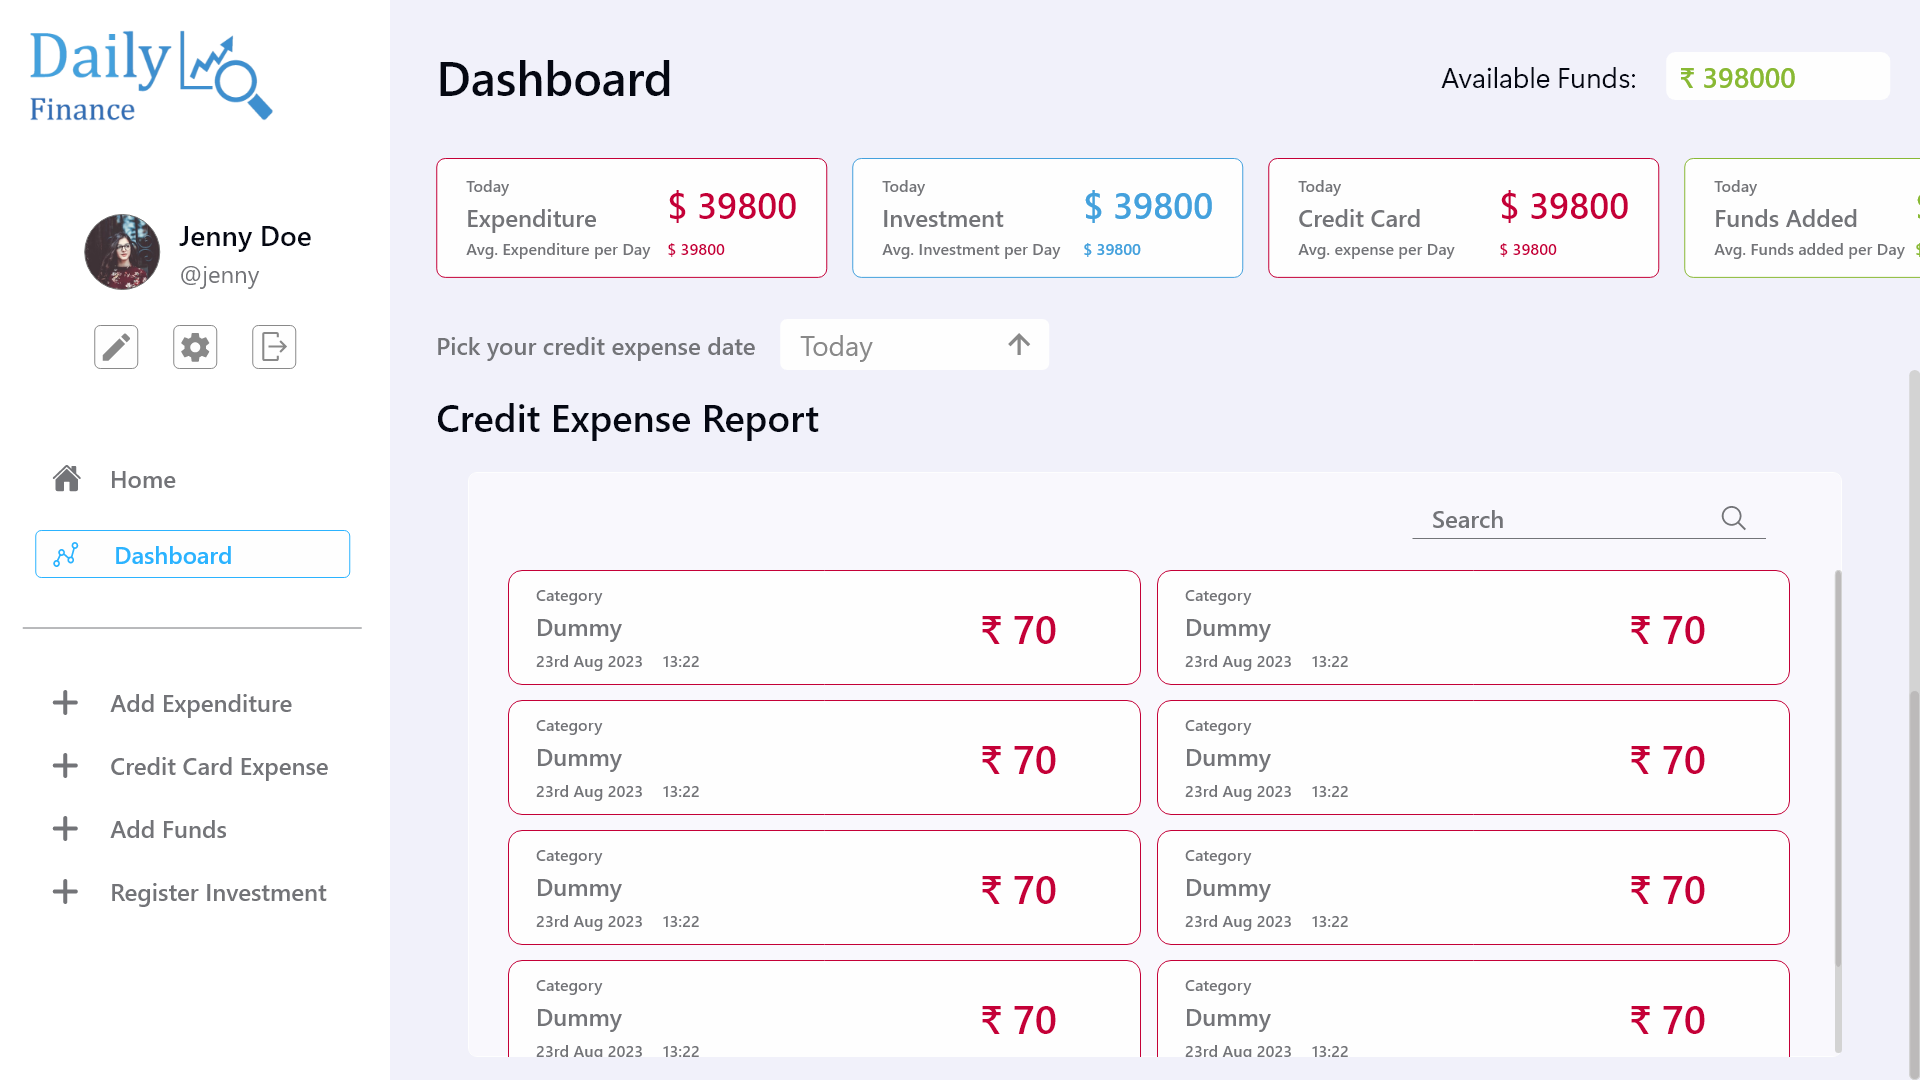 Daily
Finance
Jenny Doe
@jenny
Home
Dashboard
Add Expenditure
Credit Card Expense
Add Funds
Register Investment
Dashboard
Available Funds:
₹ 398000
Today
Expenditure
$ 39800
Avg. Expenditure per Day
$ 39800
Today
Investment
$ 39800
Avg. Investment per Day
$ 39800
Today
Credit Card
$ 39800
Avg. expense per Day
$ 39800
Today
Funds Added
Avg. Funds added per Day
Pick your credit expense date
Today
Credit Expense Report
Search
Category
Dummy
₹ 70
23rd Aug 2023 13:22
Category
Dummy
₹ 70
23rd Aug 2023 13:22
Category
Dummy
₹ 70
23rd Aug 2023 13:22
Category
Dummy
₹ 70
23rd Aug 2023 13:22
Category
Dummy
₹ 70
23rd Aug 2023 13:22
Category
Dummy
₹ 70
23rd Aug 2023 13:22
Category
Dummy
₹ 70
23rd Aug 2023 13:22
Category
Dummy
₹ 70
23rd Aug 2023 13:22